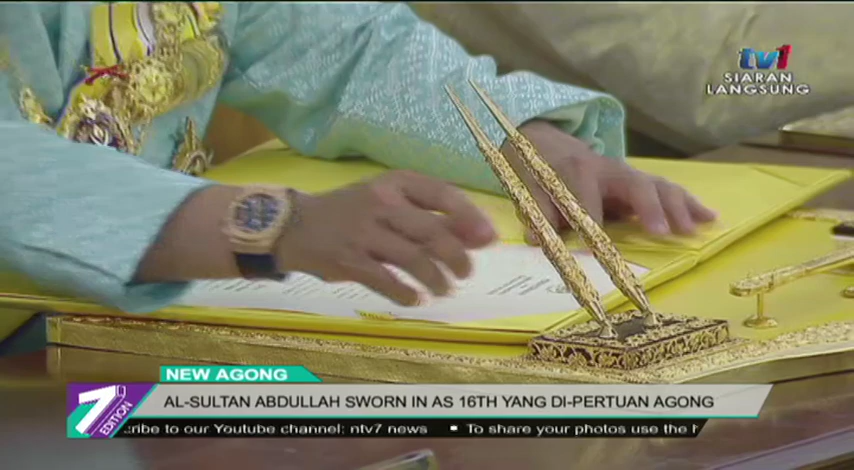 tv1
SIARAN
LANGSUNG
NEW AGONG
7 EDITION
AL-SULTAN ABDULLAH SWORN IN AS 16TH YANG DI-PERTUAN AGONG
cribe to our Youtube channel: ntv7 news ▪ To share your photos use the